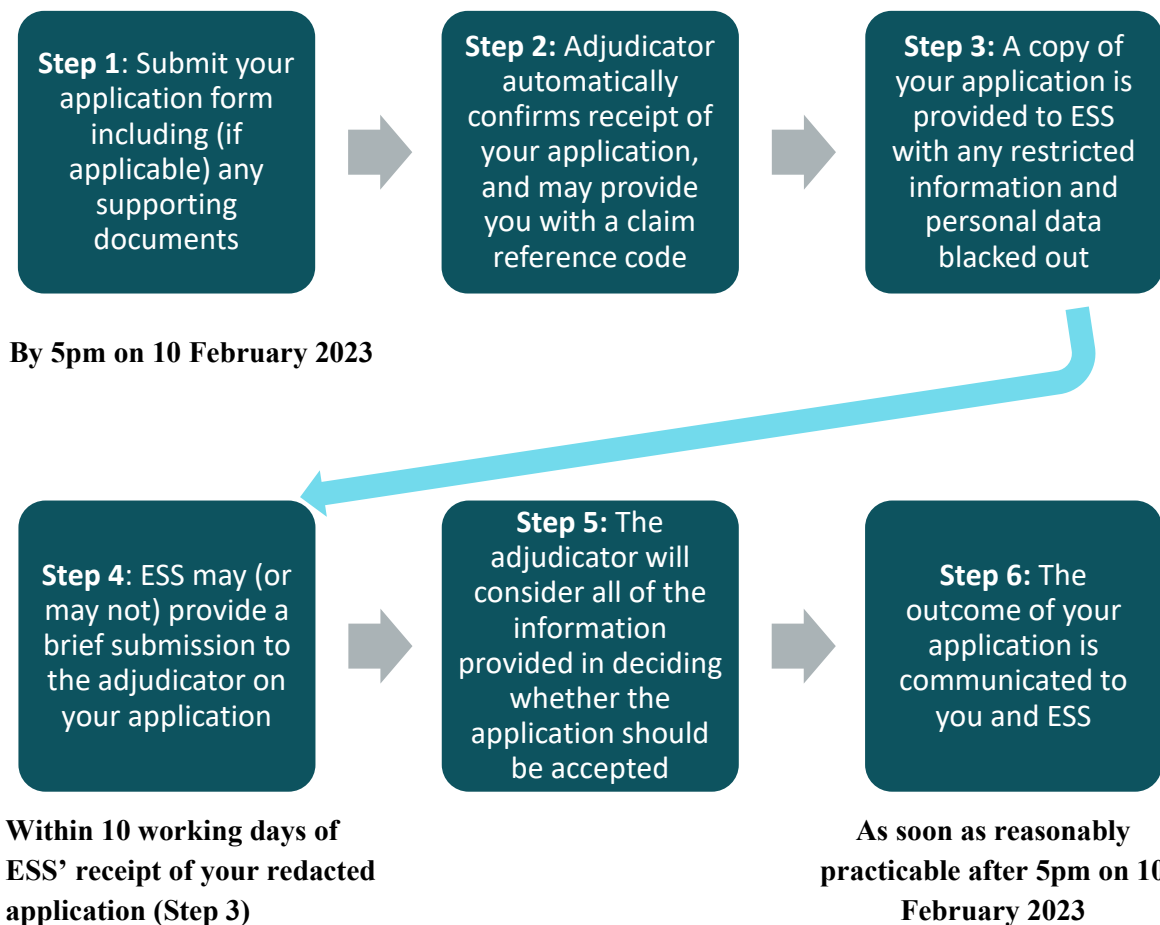 Step 1: Submit your
application form
including (if
applicable) any
supporting
documents
Step 2: Adjudicator
automatically
confirms receipt of
your application,
and may provide
you with a claim
reference code
Step 3: A copy of
your application is
provided to ESS
with any restricted
information and
personal data
blacked out
By 5pm on 10 February 2023
Step 4: ESS may (or
may not) provide a
brief submission to
the adjudicator on
your application
Step 5: The
adjudicator will
consider all of the
information
provided in deciding
whether the
application should
be accepted
Step 6: The
outcome of your
application is
communicated to
you and ESS
Within 10 working days of
ESS’ receipt of your redacted
application (Step 3)
As soon as reasonably
practicable after 5pm on 10
February 2023